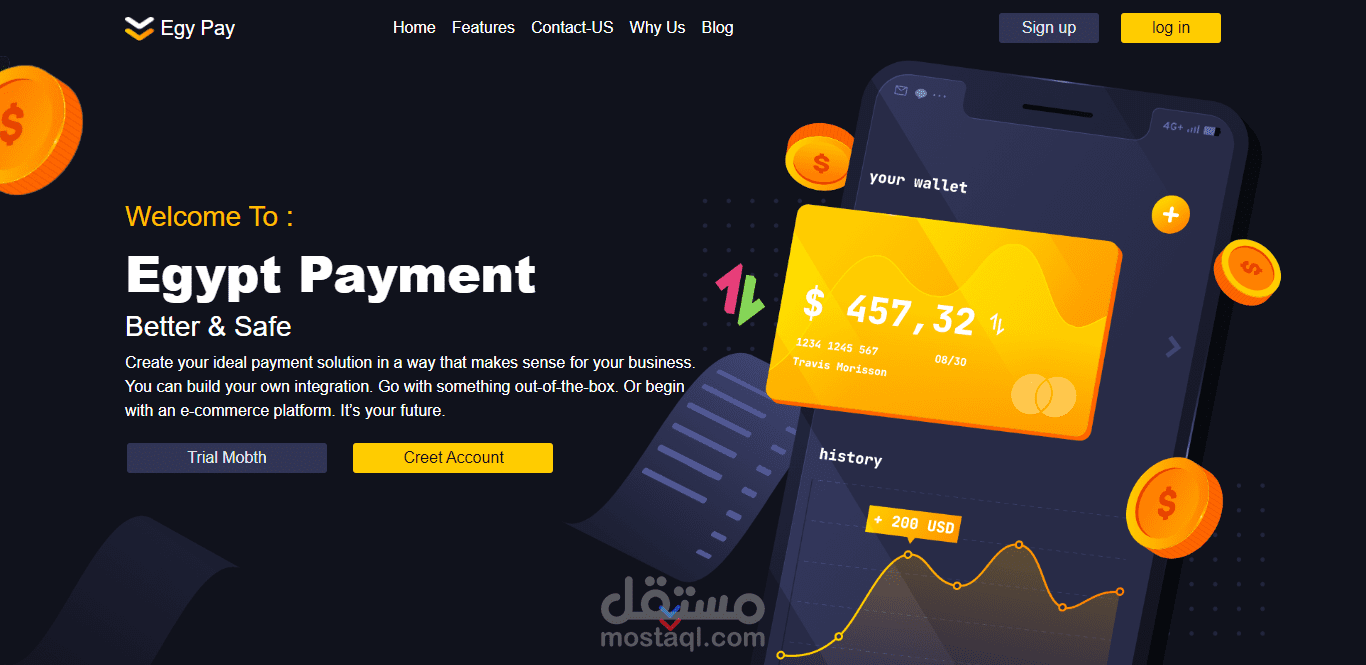 Egy Pay
Home Features Contact-US Why Us Blog
Sign up
log in
4G+
your wallet
Welcome To :
Egypt Payment
Better & Safe
Create your ideal payment solution in a way that makes sense for your business.
You can build your own integration. Go with something out-of-the-box. Or begin
with an e-commerce platform. It's your future.
Trial Mobth
Creet Account
$ 457,32
1234 1245 567
08/30
Travis Morisson
history
+ 200 USD
مستقل
mostaql.com
$
$
$
$